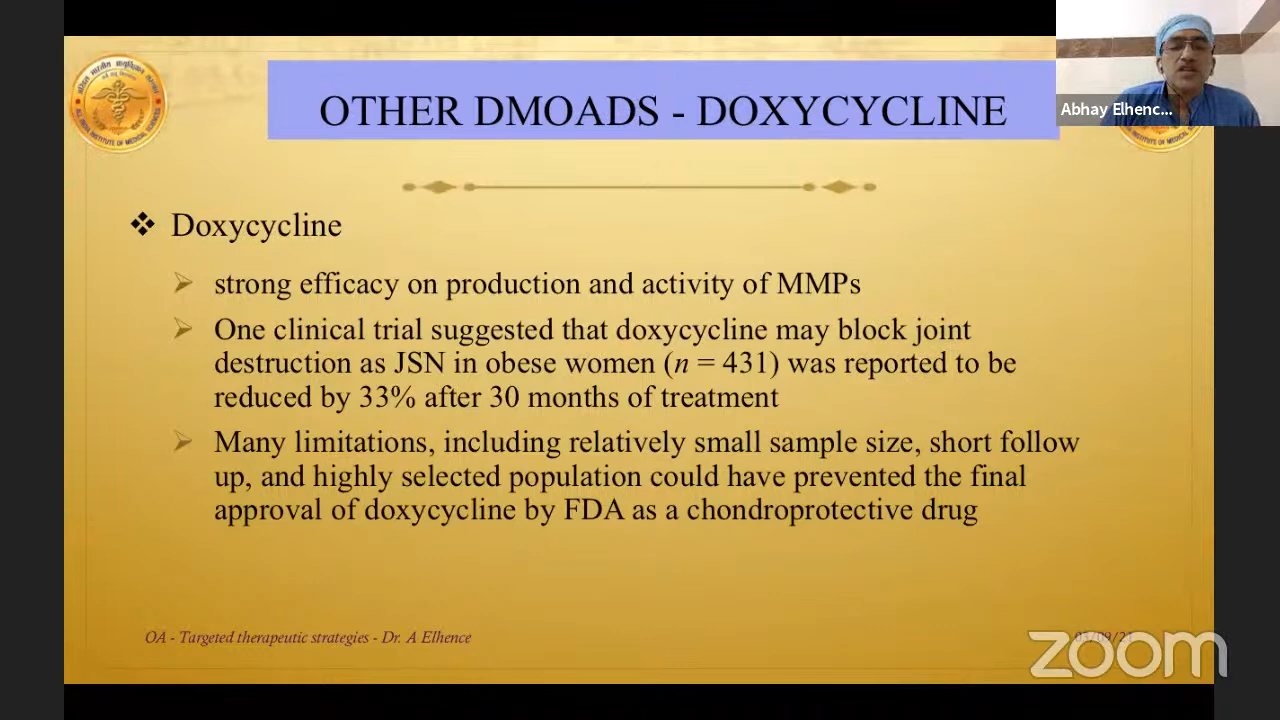 OTHER DMOADS - DOXYCYCLINE
Abhay Elhenc...
❖ Doxycycline
➢ strong efficacy on production and activity of MMPs
➢ One clinical trial suggested that doxycycline may block joint
destruction as JSN in obese women (n = 431) was reported to be
reduced by 33% after 30 months of treatment
➢ Many limitations, including relatively small sample size, short follow
up, and highly selected population could have prevented the final
approval of doxycycline by FDA as a chondroprotective drug
OA - Targeted therapeutic strategies - Dr. A Elhence
zoom